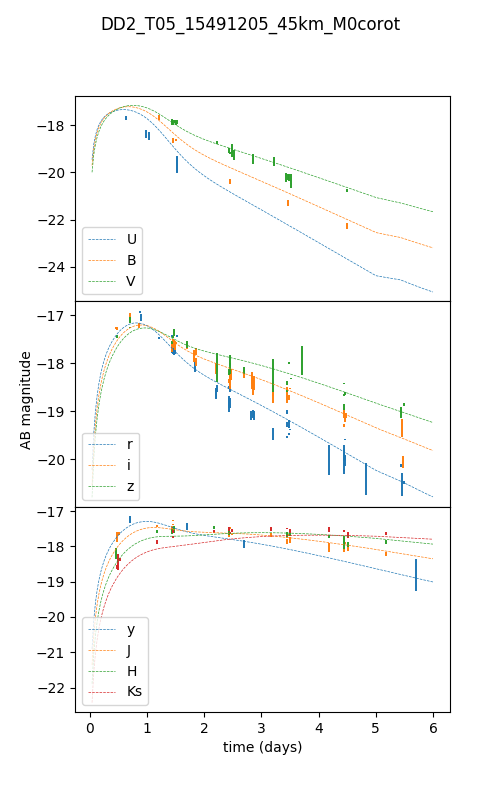 DD2_T05_15491205_45km_M0corot
−18
−20
−22
−24
U
B
V
−17
−18
−19
−20
AB magnitude
r
i
z
−17
−18
−19
−20
−21
−22
y
J
H
Ks
0 1 2 3 4 5 6
time (days)